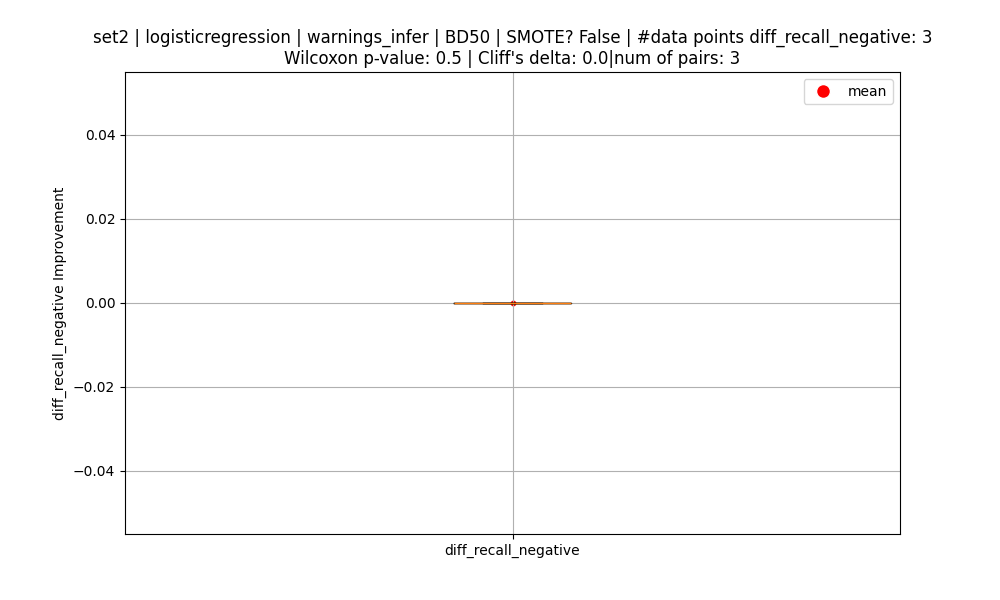 set2 | logisticregression | warnings_infer | BD50 | SMOTE? False | #data points diff_recall_negative: 3
Wilcoxon p-value: 0.5 | Cliff's delta: 0.0|num of pairs: 3
mean
0.04
0.02
0.00
−0.02
−0.04
diff_recall_negative Improvement
diff_recall_negative